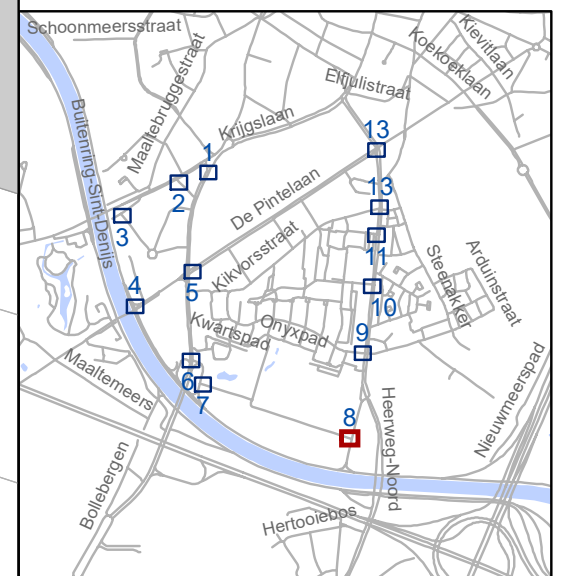 Schoonmeersstraat
Kievitlaan
Koekoeklaan
Maaltebruggestraat
Elfjulistraat
Krijgslaan
Buitenring-Sint-Denijs
13
1
2
13
3
De Pintelaan
11
Kikvorsstraat
Steenakker
Arduinstraat
4
5
10
Kwartspad
Onyxpad
9
Maaltemeers
6
7
Nieuwmeerspad
8
Heerweg-Noord
Bollebergen
Hertooiebos